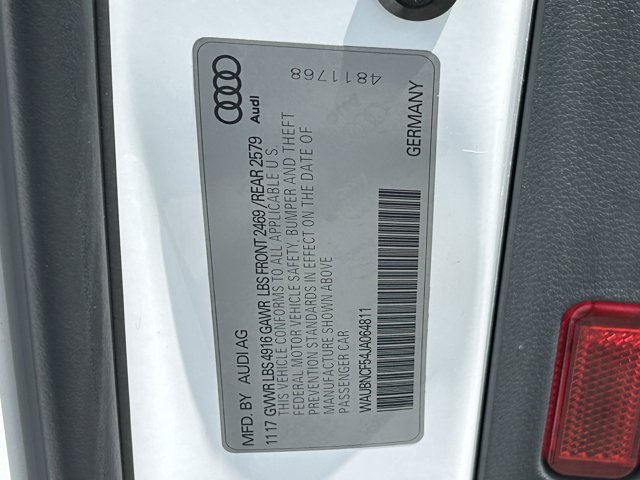 Audi
4811768
MFD. BY AUDI AG
11 17 GVWR LBS 4916 GAWR LBS FRONT 2469 / REAR 2579
THIS VEHICLE CONFORMS TO ALL APPLICABLE U S
FEDERAL MOTOR VEHICLE SAFETY, BUMPER AND THEFT
PREVENTION STANDARDS IN EFFECT ON THE DATE OF
MANUFACTURE SHOWN ABOVE
PASSENGER CAR
GERMANY
WAUBNCF54JA064811